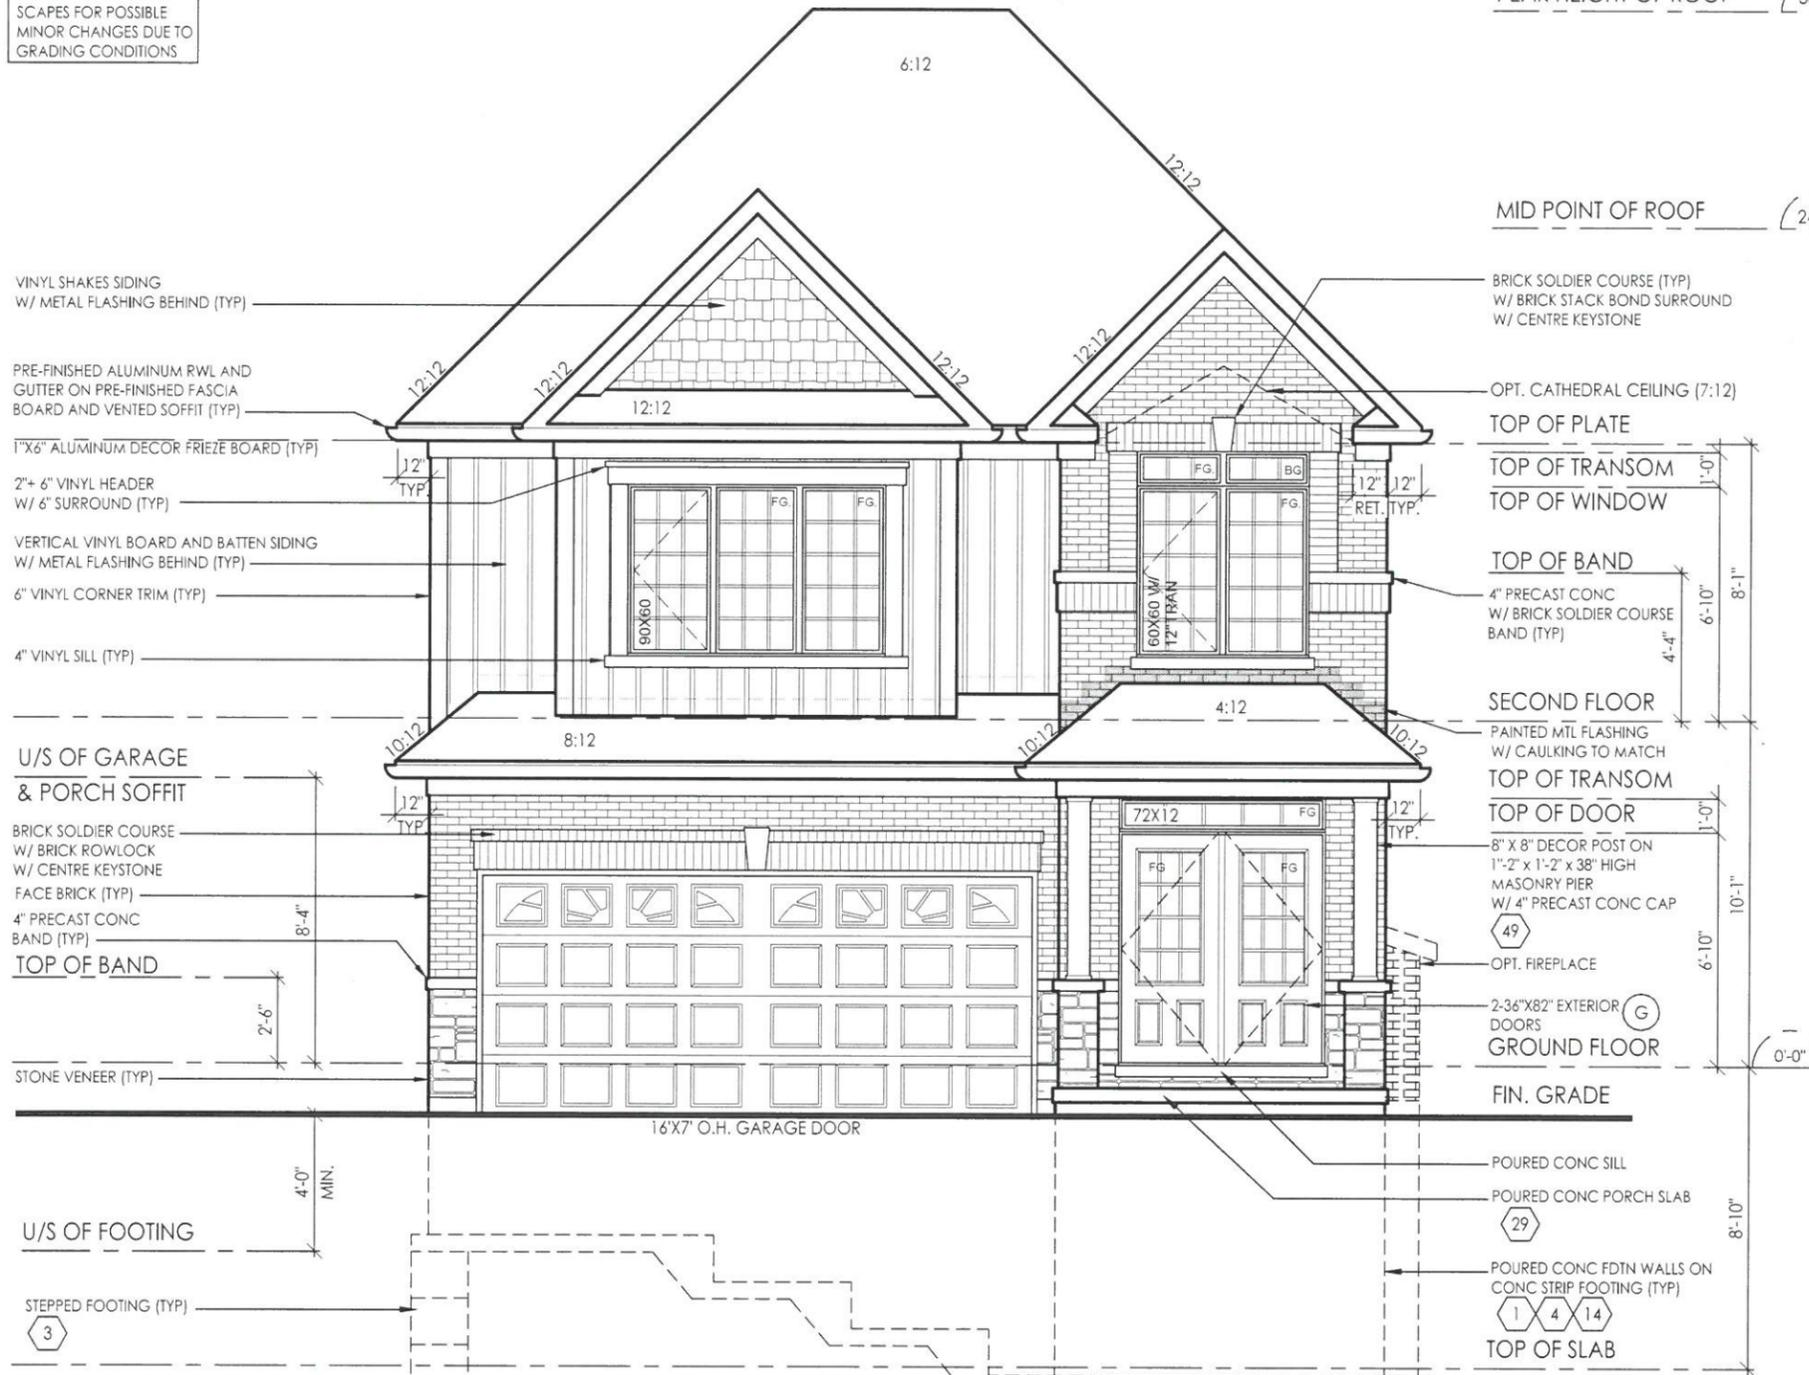 SCAPES FOR POSSIBLE
MINOR CHANGES DUE TO
GRADING CONDITIONS
6:12
12:12
MID POINT OF ROOF
VINYL SHAKES SIDING
W/ METAL FLASHING BEHIND (TYP)
PRE-FINISHED ALUMINUM RWL AND
GUTTER ON PRE-FINISHED FASCIA
BOARD AND VENTED SOFFIT (TYP)
1"X6" ALUMINUM DECOR FRIEZE BOARD (TYP)
2"+ 6" VINYL HEADER
W/ 6" SURROUND (TYP)
VERTICAL VINYL BOARD AND BATTEN SIDING
W/ METAL FLASHING BEHIND (TYP)
6" VINYL CORNER TRIM (TYP)
4" VINYL SILL (TYP)
U/S OF GARAGE
& PORCH SOFFIT
BRICK SOLDIER COURSE
W/ BRICK ROWLOCK
W/ CENTRE KEYSTONE
FACE BRICK (TYP)
4" PRECAST CONC
BAND (TYP)
TOP OF BAND
8'-4"
2'-6"
STONE VENEER (TYP)
4'-0"
MIN.
U/S OF FOOTING
STEPPED FOOTING (TYP)
3
12:12
12:12
12:12
12:12
12:12
12"
TYP.
90X60
FG.
FG.
FG.
BG
FG.
60X60 W/
12" TRAN
12"
RET.
12"
TYP.
10:12
8:12
10:12
4:12
10:12
12"
TYP.
72X12
FG
12"
TYP.
FG
FG
16'X7' O.H. GARAGE DOOR
BRICK SOLDIER COURSE (TYP)
W/ BRICK STACK BOND SURROUND
W/ CENTRE KEYSTONE
OPT. CATHEDRAL CEILING (7:12)
TOP OF PLATE
TOP OF TRANSOM
1'-0"
TOP OF WINDOW
TOP OF BAND
4" PRECAST CONC
W/ BRICK SOLDIER COURSE
BAND (TYP)
4'-4"
6'-10"
8'-1"
SECOND FLOOR
PAINTED MTL FLASHING
W/ CAULKING TO MATCH
TOP OF TRANSOM
TOP OF DOOR
1'-0"
8" X 8" DECOR POST ON
1'-2" x 1'-2" x 38" HIGH
MASONRY PIER
W/ 4" PRECAST CONC CAP
49
OPT. FIREPLACE
2-36"X82" EXTERIOR
DOORS
G
6'-10"
10'-1"
GROUND FLOOR
0'-0"
FIN. GRADE
POURED CONC SILL
POURED CONC PORCH SLAB
29
POURED CONC FDTN WALLS ON
CONC STRIP FOOTING (TYP)
1 4 14
TOP OF SLAB
8'-10"